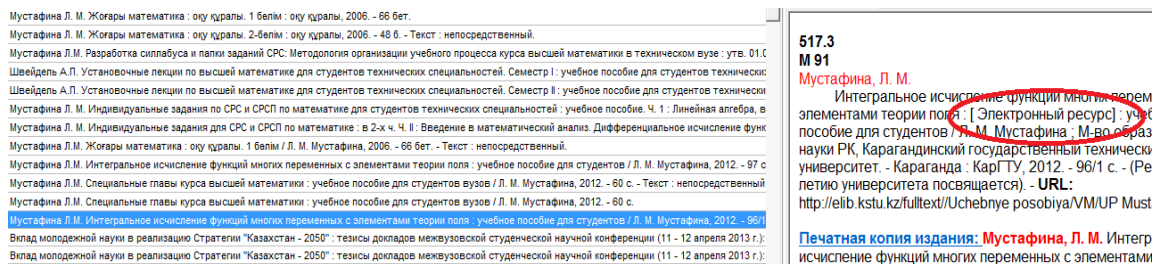 Мустафина Л. М. Жоғары математика : оқу құралы. 1 бөлім : оқу құралы, 2006. - 66 бет.
Мустафина Л. М. Жоғары математика : оқу құралы. 2-бөлім : оқу құралы, 2006. - 48 б. - Текст : непосредственный.
Мустафина Л.М. Разработка силлабуса и папки заданий СРС: Методология организации учебного процесса курса высшей математики в техническом вузе : утв. 01.0
Швейдель А.П. Установочные лекции по высшей математике для студентов технических специальностей. Семестр I : учебное пособие для студентов технически
Швейдель А.П. Установочные лекции по высшей математике для студентов технических специальностей. Семестр II : учебное пособие для студентов технически
Мустафина Л. М. Индивидуальные задания по СРС и СРСП по математике для студентов технических специальностей : учебное пособие. Ч. 1 : Линейная алгебра, в
Мустафина Л. М. Индивидуальные задания для СРС и СРСП по математике : в 2-х ч. Ч. II : Введение в математический анализ. Дифференциальное исчисление функ
Мустафина Л. М. Жоғары математика : оқу құралы. 1 бөлім / Л. М. Мустафина, 2006. - 66 бет. - Текст : непосредственный.
Мустафина Л.М. Интегральное исчисление функций многих переменных с элементами теории поля : учебное пособие для студентов / Л. М. Мустафина, 2012. - 97 с
Мустафина Л.М. Специальные главы курса высшей математики : учебное пособие для студентов вузов / Л. М. Мустафина, 2012. - 60 с. - Текст : непосредственный
Мустафина Л.М. Специальные главы курса высшей математики : учебное пособие для студентов вузов / Л. М. Мустафина, 2012. - 60 с.
Мустафина Л.М. Интегральное исчисление функций многих переменных с элементами теории поля : учебное пособие для студентов / Л. М. Мустафина, 2012. - 96/1
Вклад молодежной науки в реализацию Стратегии "Казахстан - 2050" : тезисы докладов межвузовской студенческой научной конференции (11 - 12 апреля 2013 г.):
Вклад молодежной науки в реализацию Стратегии "Казахстан - 2050" : тезисы докладов межвузовской студенческой научной конференции (11 - 12 апреля 2013 г.):
517.3
М 91
Мустафина, Л. М.
Интегральное исчисление функций многих перем
элементами теории поля : [ Электронный ресурс] : учеб
пособие для студентов / Л. М. Мустафина ; М-во образ
науки РК, Карагандинский государственный технически
университет. - Караганда : КарГТУ, 2012. - 96/1 с. - (Ре
летию университета посвящается). - URL:
http://elib.kstu.kz/fulltext//Uchebnye posobiya/VM/UP Must
Печатная копия издания: Мустафина, Л. М. Интегр
исчисление функций многих переменных с элементами